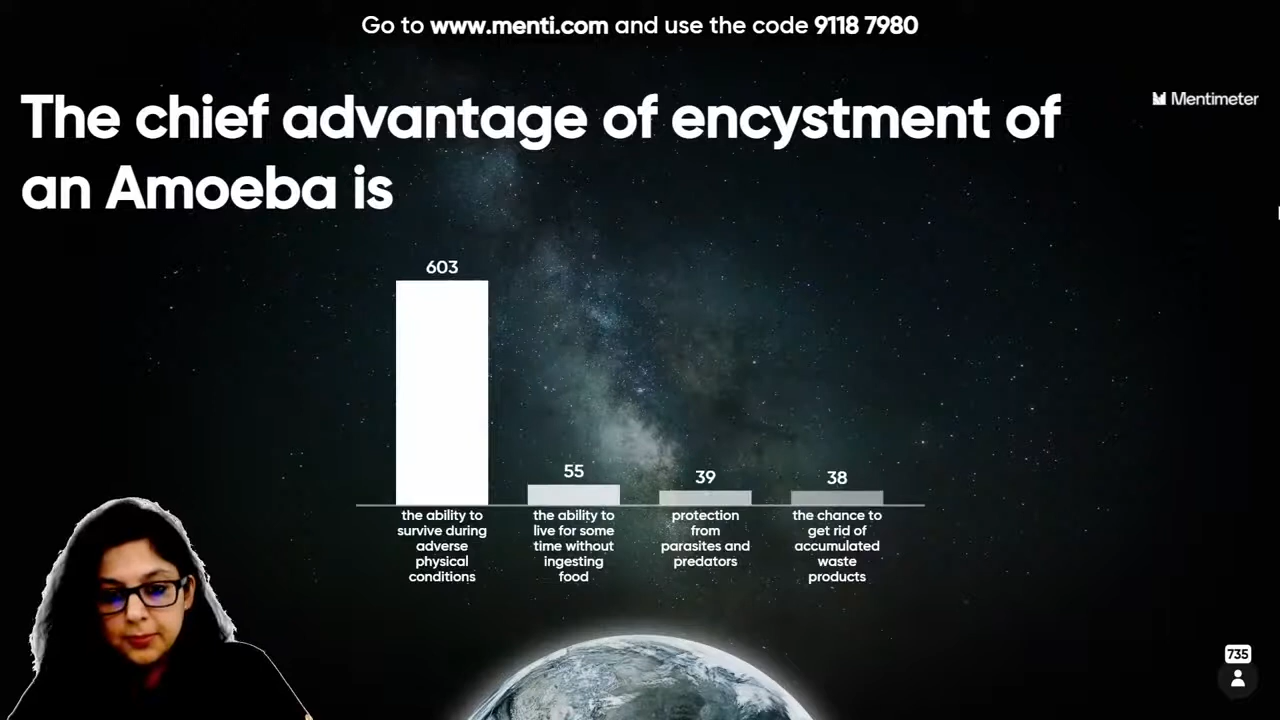 Go to www.menti.com and use the code 9118 7980
Mentimeter
The chief advantage of encystment of
an Amoeba is
603
55
39
38
the ability to
survive during
adverse
physical
conditions
the ability to
live for some
time without
ingesting
food
protection
from
parasites and
predators
the chance to
get rid of
accumulated
waste
products
735